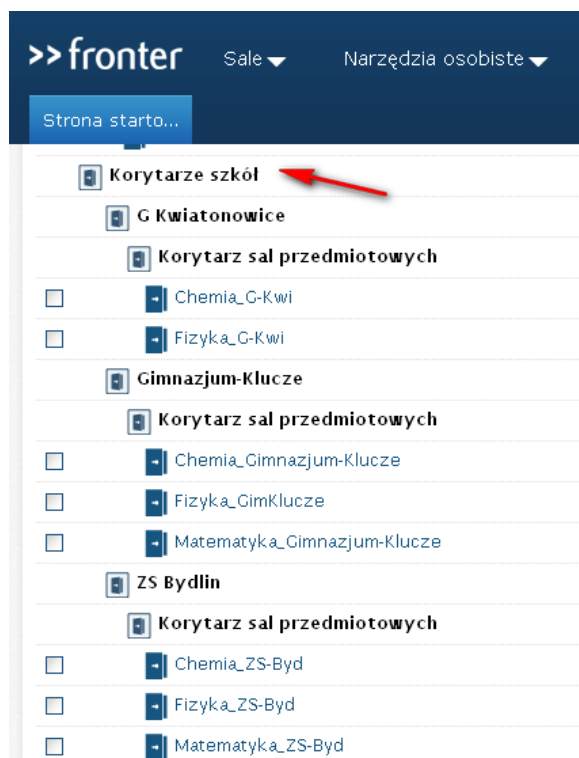 >> fronter Sale Narzędzia osobiste
Strona starto...
Korytarze szkół
G Kwiatonowice
Korytarz sal przedmiotowych
Chemia_G-Kwi
Fizyka_G-Kwi
Gimnazjum-Klucze
Korytarz sal przedmiotowych
Chemia_Gimnazjum-Klucze
Fizyka_GimKlucze
Matematyka_Gimnazjum-Klucze
ZS Bydlin
Korytarz sal przedmiotowych
Chemia_ZS-Byd
Fizyka_ZS-Byd
Matematyka_ZS-Byd